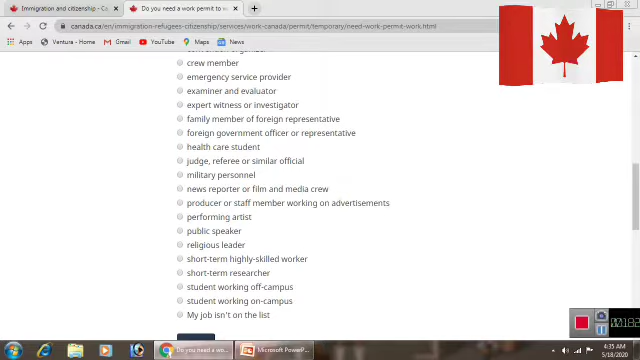 Immigration and citizenship - Ca
Do you need a work permit to w
canada.ca/en/immigration-refugees-citizenship/services/work-canada/permit/temporary/need-work-permit-work.html
Apps
Ventura - Home
Gmail
YouTube
Maps
crew member
emergency service provider
examiner and evaluator
expert witness or investigator
family member of foreign representative
foreign government officer or representative
health care student
judge, referee or similar official
military personnel
news reporter or film and media crew
producer or staff member working on advertisements
performing artist
public speaker
religious leader
short-term highly-skilled worker
short-term researcher
student working off-campus
student working on-campus
My job isn't on the list
Do you need a wo...
Microsoft PowerP...
4:35 AM
5/18/2020